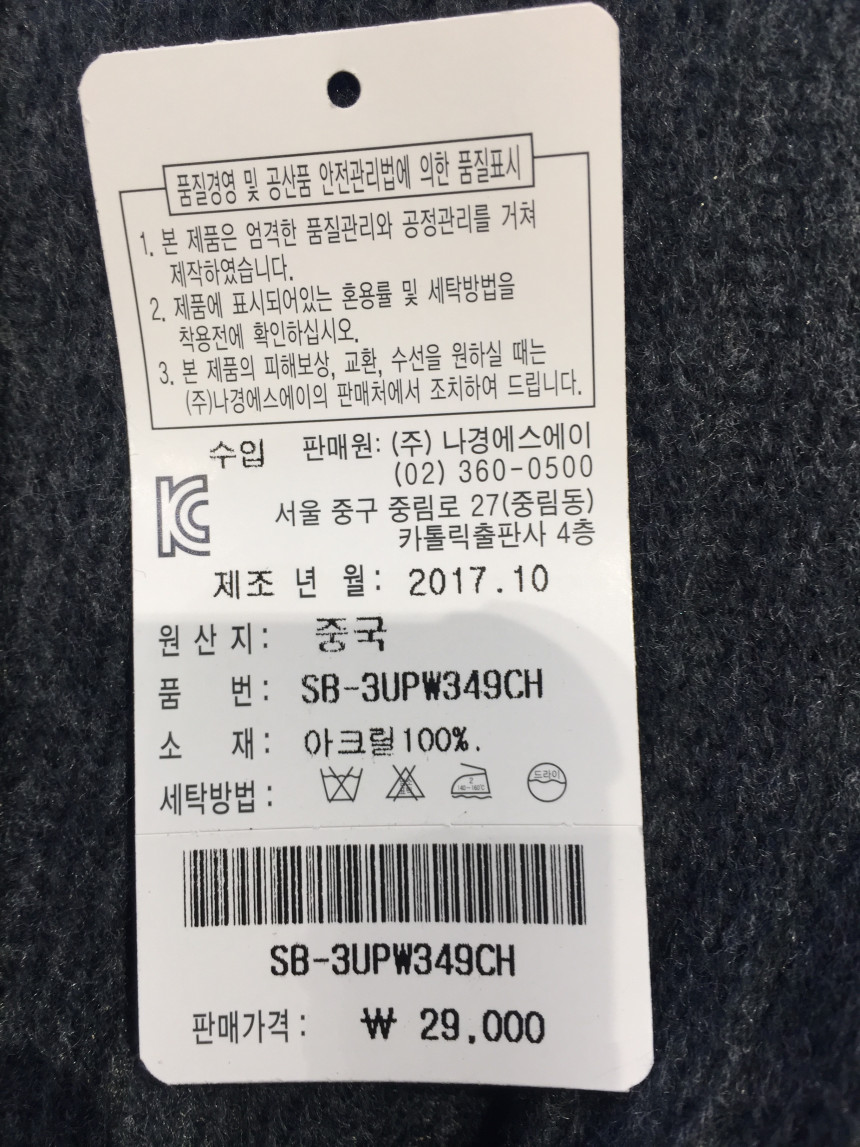 품질경영 및 공산품 안전관리법에 의한 품질표시
1. 본 제품은 엄격한 품질관리와 공정관리를 거쳐
제작하였습니다.
2. 제품에 표시되어있는 혼용률 및 세탁방법을
착용전에 확인하십시오.
3. 본 제품의 피해보상, 교환, 수선을 원하실 때는
(주)나경에스에이의 판매처에서 조치하여 드립니다.
수입 판매원: (주) 나경에스에이
(02) 360-0500
KC
서울 중구 중림로 27(중림동)
카톨릭출판사 4층
제조 년 월: 2017.10
원 산 지: 중국
품 번: SB-3UPW349CH
소 재: 아크릴100%.
세탁방법: 2 드라이
SB-3UPW349CH
판매가격: ₩ 29,000